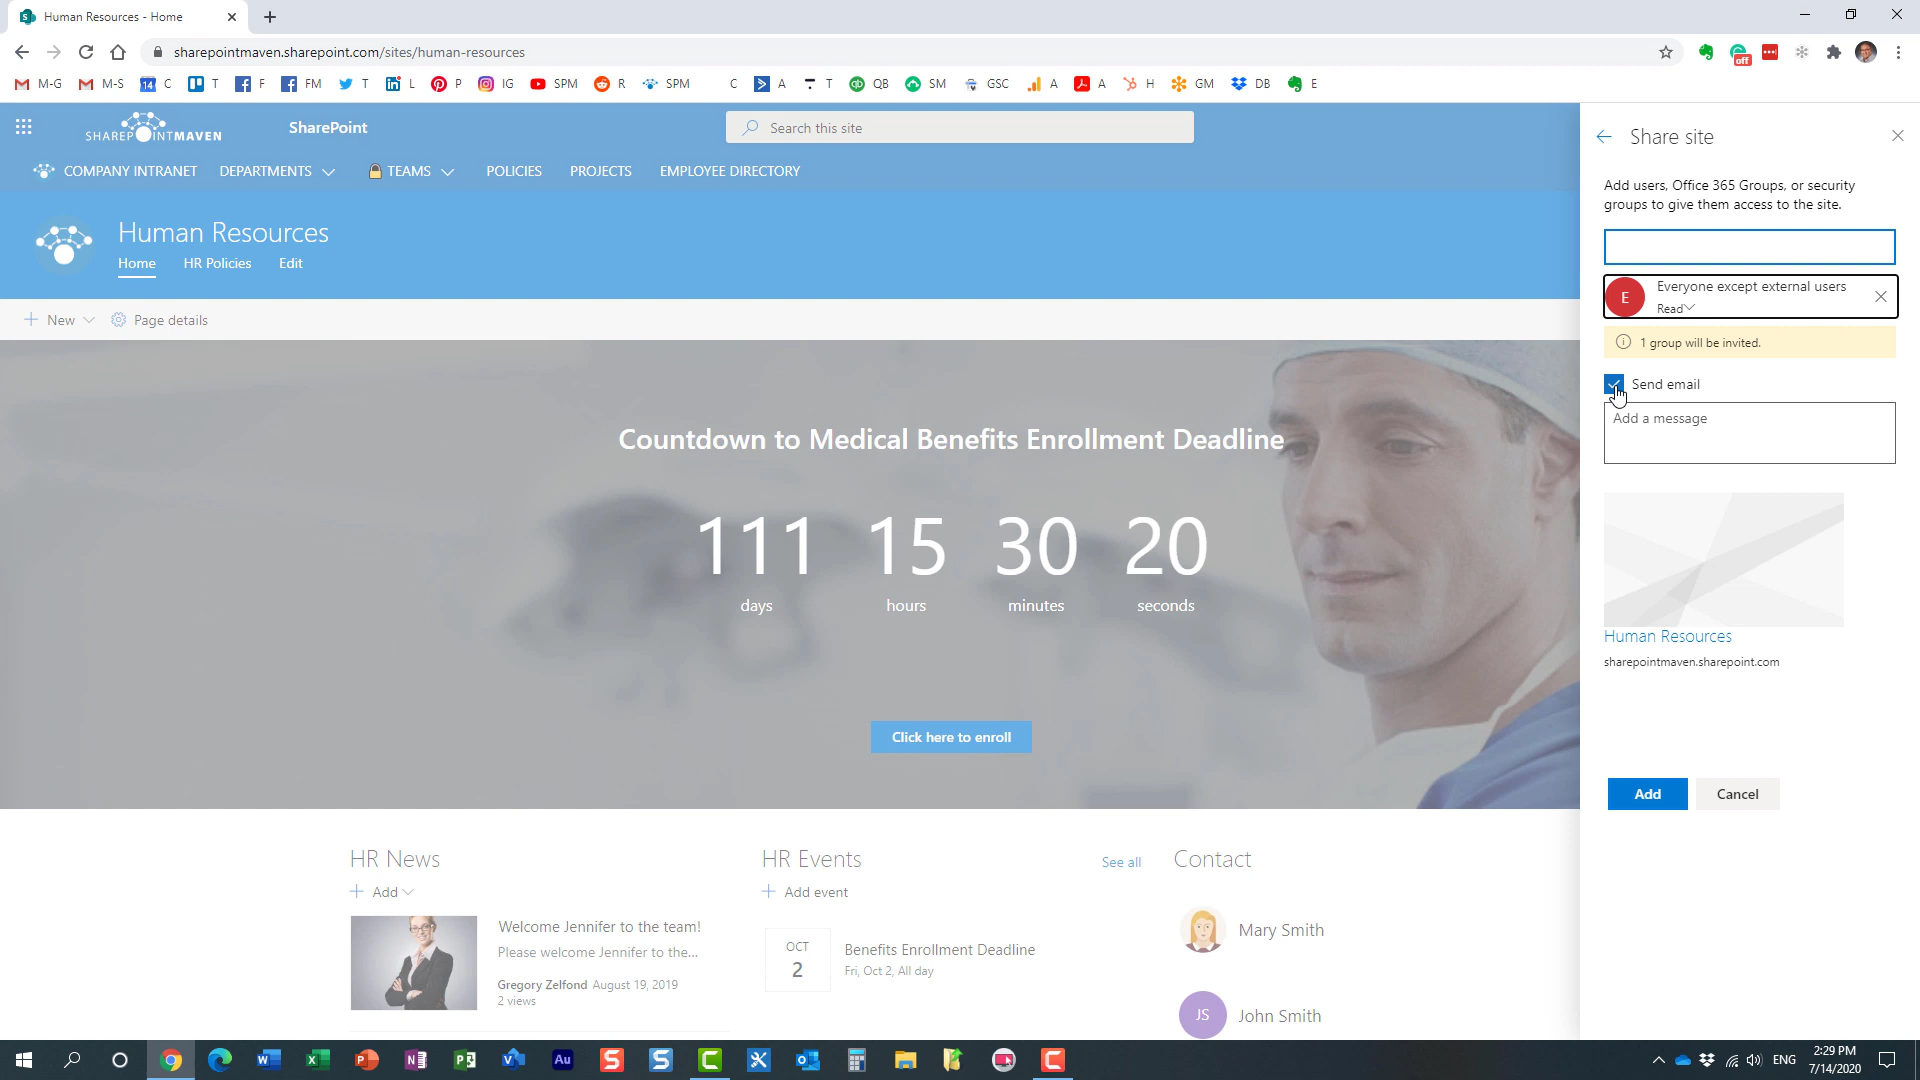 Human Resources - Home
sharepointmaven.sharepoint.com/sites/human-resources
off
M-G
M-S
14 C
T
F
FM
T
L
P
IG
SPM
R
SPM
C
A
T
QB
SM
GSC
A
A
H
GM
DB
E
SHAREPOINTMAVEN
SharePoint
Search this site
COMPANY INTRANET
DEPARTMENTS
TEAMS
POLICIES
PROJECTS
EMPLOYEE DIRECTORY
Human Resources
Home
HR Policies
Edit
New
Page details
Countdown to Medical Benefits Enrollment Deadline
111 15 30 20
days hours minutes seconds
Click here to enroll
HR News
Add
Welcome Jennifer to the team!
Please welcome Jennifer to the...
Gregory Zelfond August 19, 2019
2 views
HR Events
See all
Add event
OCT
2
Benefits Enrollment Deadline
Fri, Oct 2, All day
Contact
Mary Smith
JS
John Smith
Share site
Add users, Office 365 Groups, or security
groups to give them access to the site.
E
Everyone except external users
Read
1 group will be invited.
Send email
Add a message
Human Resources
sharepointmaven.sharepoint.com
Add
Cancel
Au
ENG
2:29 PM
7/14/2020